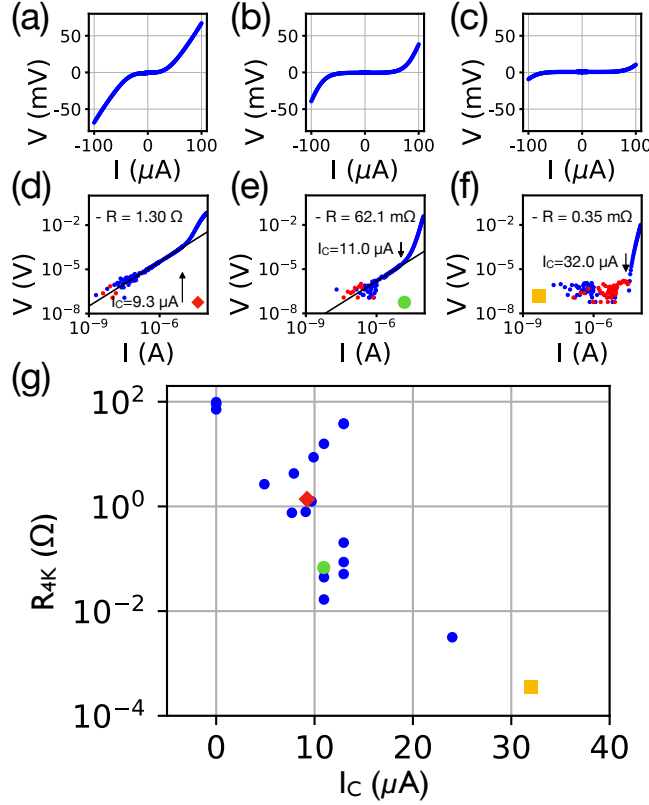 (a)
(b)
(c)
V (mV)
50
0
-50
-100
0
100
I (μA)
V (mV)
50
0
-50
-100
0
100
I (μA)
V (mV)
50
0
-50
-100
0
100
I (μA)
(d)
(e)
(f)
V (V)
10⁻²
10⁻⁵
10⁻⁸
- R = 1.30 Ω
I_C=9.3 μA
10⁻⁹
10⁻⁶
I (A)
V (V)
10⁻²
10⁻⁵
10⁻⁸
- R = 62.1 mΩ
I_C=11.0 μA
10⁻⁹
10⁻⁶
I (A)
V (V)
10⁻²
10⁻⁵
10⁻⁸
- R = 0.35 mΩ
I_C=32.0 μA
10⁻⁹
10⁻⁶
I (A)
(g)
R_4K (Ω)
10²
10⁰
10⁻²
10⁻⁴
0
10
20
30
40
I_C (μA)